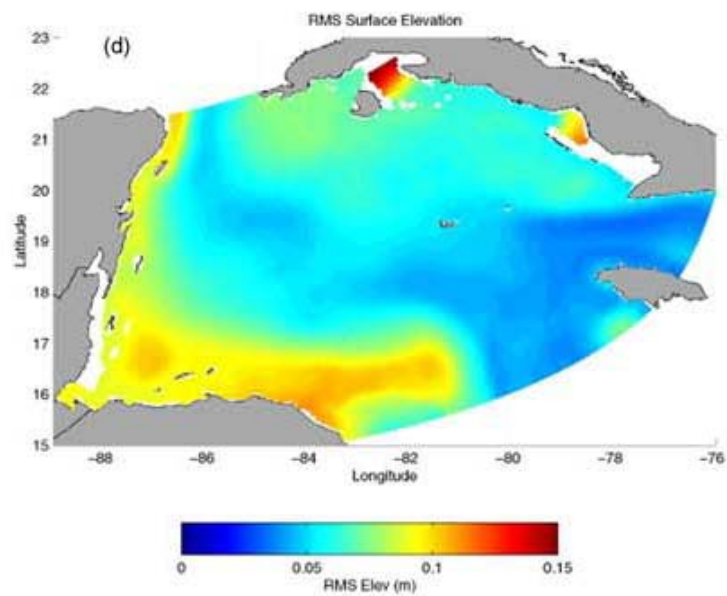 RMS Surface Elevation
(d)
23
22
21
20
19
18
17
16
15
Latitude
−88 −86 −84 −82 −80 −78 −76
Longitude
0 0.05 0.1 0.15
RMS Elev (m)